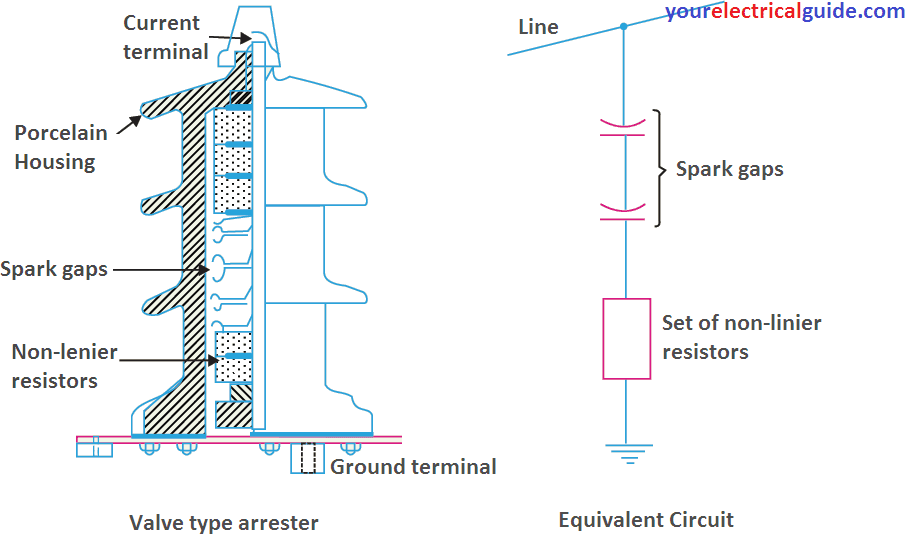 yourelectricalguide.com
Current
terminal
Line
Porcelain
Housing
Spark gaps
Spark gaps
Non-lenier
resistors
Set of non-linier
resistors
Ground terminal
Valve type arrester
Equivalent Circuit